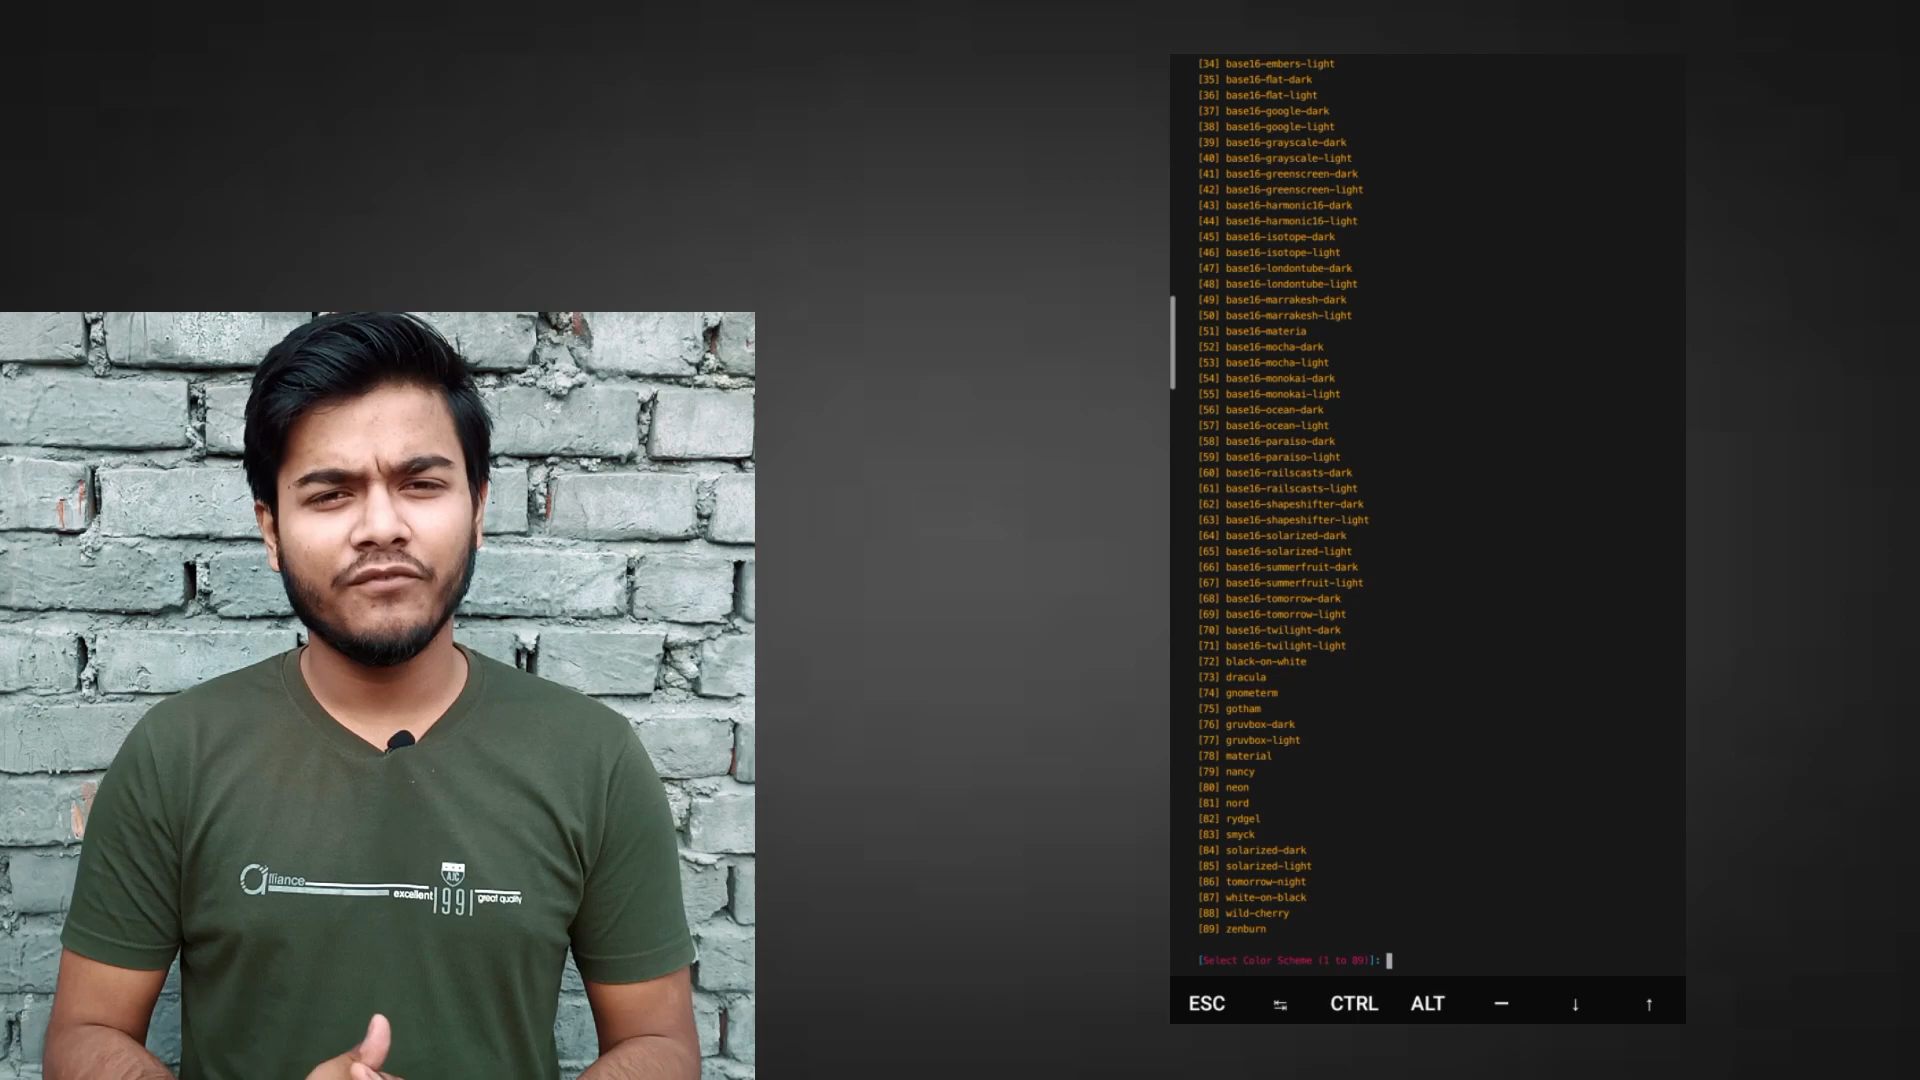 [34] base16-embers-light
[35] base16-flat-dark
[36] base16-flat-light
[37] base16-google-dark
[38] base16-google-light
[39] base16-grayscale-dark
[40] base16-grayscale-light
[41] base16-greenscreen-dark
[42] base16-greenscreen-light
[43] base16-harmonic16-dark
[44] base16-harmonic16-light
[45] base16-isotope-dark
[46] base16-isotope-light
[47] base16-londontube-dark
[48] base16-londontube-light
[49] base16-marrakesh-dark
[50] base16-marrakesh-light
[51] base16-materia
[52] base16-mocha-dark
[53] base16-mocha-light
[54] base16-monokai-dark
[55] base16-monokai-light
[56] base16-ocean-dark
[57] base16-ocean-light
[58] base16-paraiso-dark
[59] base16-paraiso-light
[60] base16-railscasts-dark
[61] base16-railscasts-light
[62] base16-shapeshifter-dark
[63] base16-shapeshifter-light
[64] base16-solarized-dark
[65] base16-solarized-light
[66] base16-summerfruit-dark
[67] base16-summerfruit-light
[68] base16-tomorrow-dark
[69] base16-tomorrow-light
[70] base16-twilight-dark
[71] base16-twilight-light
[72] black-on-white
[73] dracula
[74] gnometerm
[75] gotham
[76] gruvbox-dark
[77] gruvbox-light
[78] material
[79] nancy
[80] neon
[81] nord
[82] rydgel
[83] smyck
[84] solarized-dark
[85] solarized-light
[86] tomorrow-night
[87] white-on-black
[88] wild-cherry
[89] zenburn
[Select Color Scheme (1 to 89)]:
ESC ⇆ CTRL ALT — ↓ ↑
alliance
excellent
AJC
1991
great quality